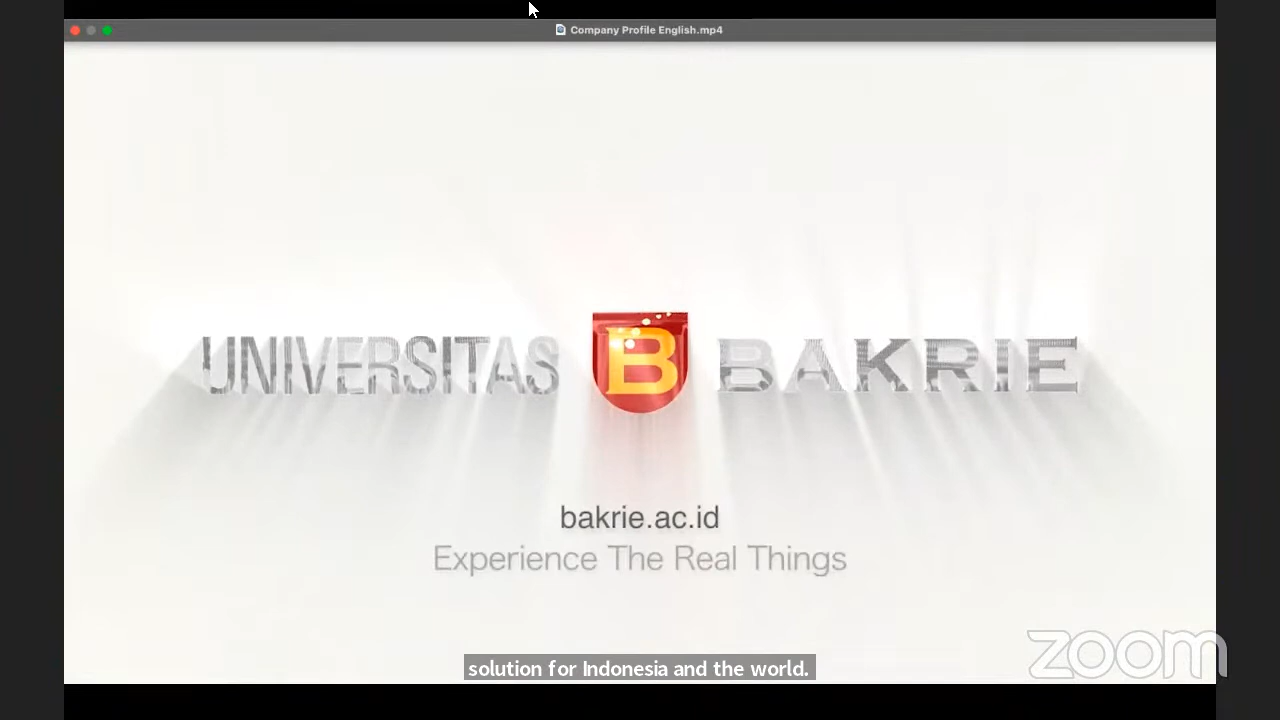 Company Profile English.mp4
UNIVERSITAS B BAKRIE
bakrie.ac.id
Experience The Real Things
solution for Indonesia and the world.
zoom